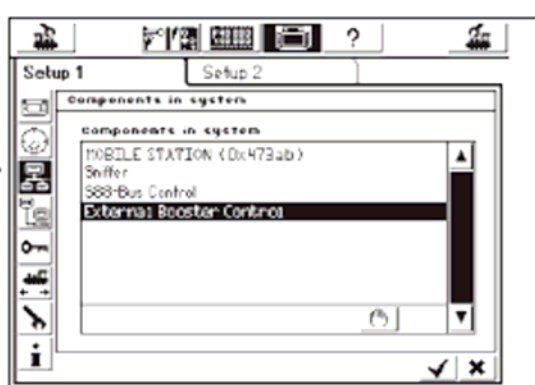 ?
Setup 1
Setup 2
Components in system
Components in system
MOBILE STATION (0x473ab)
Sniffer
S88-Bus Control
External Booster Control
i